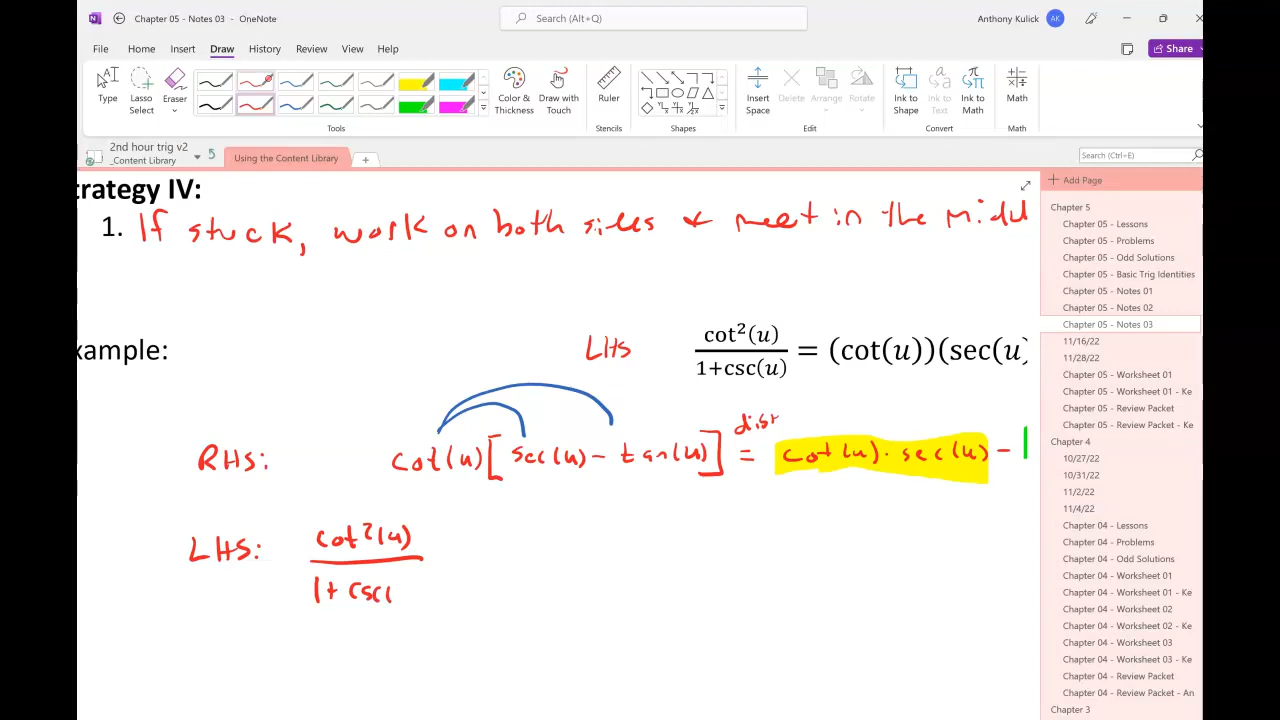 Chapter 05 - Notes 03 - OneNote
Search (Alt+Q)
Anthony Kulick
AK
File Home Insert Draw History Review View Help
Share
Type
Lasso Select
Eraser
Color & Thickness
Draw with Touch
Ruler
Insert Space
Delete
Arrange
Rotate
Ink to Shape
Ink to Text
Ink to Math
Math
Tools
Stencils
Shapes
Edit
Convert
Math
2nd hour trig v2
_Content Library
Using the Content Library
+
Search (Ctrl+E)
trategy IV:
1. If stuck, work on both sides & meet in the middl
xample:
LHS
cot²(u)
1+csc(u)
= (cot(u))(sec(u)
RHS: cot(u)[sec(u) - tan(u)] = cot(u)·sec(u) -
dist
LHS: cot²(u)
1 + csc(
+ Add Page
Chapter 5
Chapter 05 - Lessons
Chapter 05 - Problems
Chapter 05 - Odd Solutions
Chapter 05 - Basic Trig Identities
Chapter 05 - Notes 01
Chapter 05 - Notes 02
Chapter 05 - Notes 03
11/16/22
11/28/22
Chapter 05 - Worksheet 01
Chapter 05 - Worksheet 01 - Ke
Chapter 05 - Review Packet
Chapter 05 - Review Packet - Ke
Chapter 4
10/27/22
10/31/22
11/2/22
11/4/22
Chapter 04 - Lessons
Chapter 04 - Problems
Chapter 04 - Odd Solutions
Chapter 04 - Worksheet 01
Chapter 04 - Worksheet 01 - Ke
Chapter 04 - Worksheet 02
Chapter 04 - Worksheet 02 - Ke
Chapter 04 - Worksheet 03
Chapter 04 - Worksheet 03 - Ke
Chapter 04 - Review Packet
Chapter 04 - Review Packet - An
Chapter 3